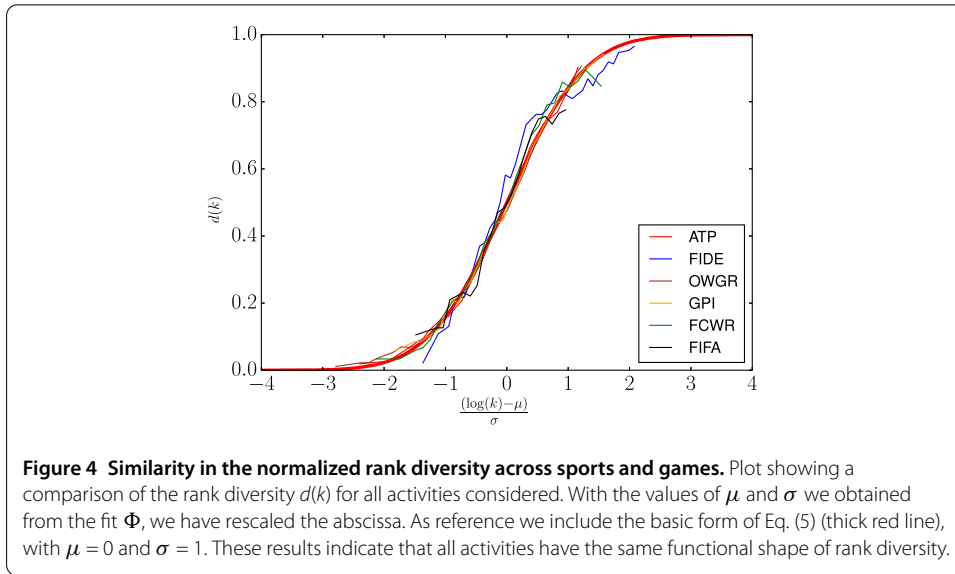 1.0
0.8
0.6
0.4
0.2
0.0
d(k)
−4 −3 −2 −1 0 1 2 3 4
(log(k)−μ)
σ
ATP
FIDE
OWGR
GPI
FCWR
FIFA
Figure 4 Similarity in the normalized rank diversity across sports and games. Plot showing a
comparison of the rank diversity d(k) for all activities considered. With the values of μ and σ we obtained
from the fit Φ, we have rescaled the abscissa. As reference we include the basic form of Eq. (5) (thick red line),
with μ = 0 and σ = 1. These results indicate that all activities have the same functional shape of rank diversity.